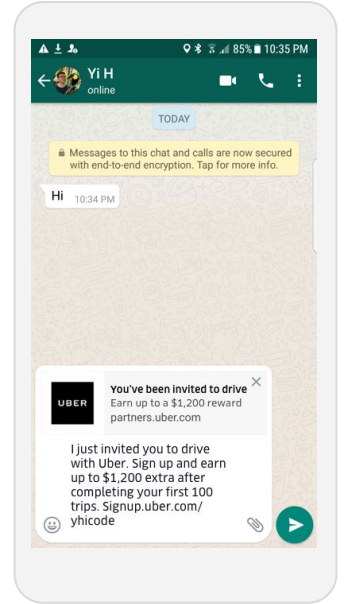 85% 10:35 PM
Yi H
online
TODAY
Messages to this chat and calls are now secured
with end-to-end encryption. Tap for more info.
Hi 10:34 PM
UBER
You've been invited to drive
Earn up to a $1,200 reward
partners.uber.com
I just invited you to drive
with Uber. Sign up and earn
up to $1,200 extra after
completing your first 100
trips. Signup.uber.com/
yhicode